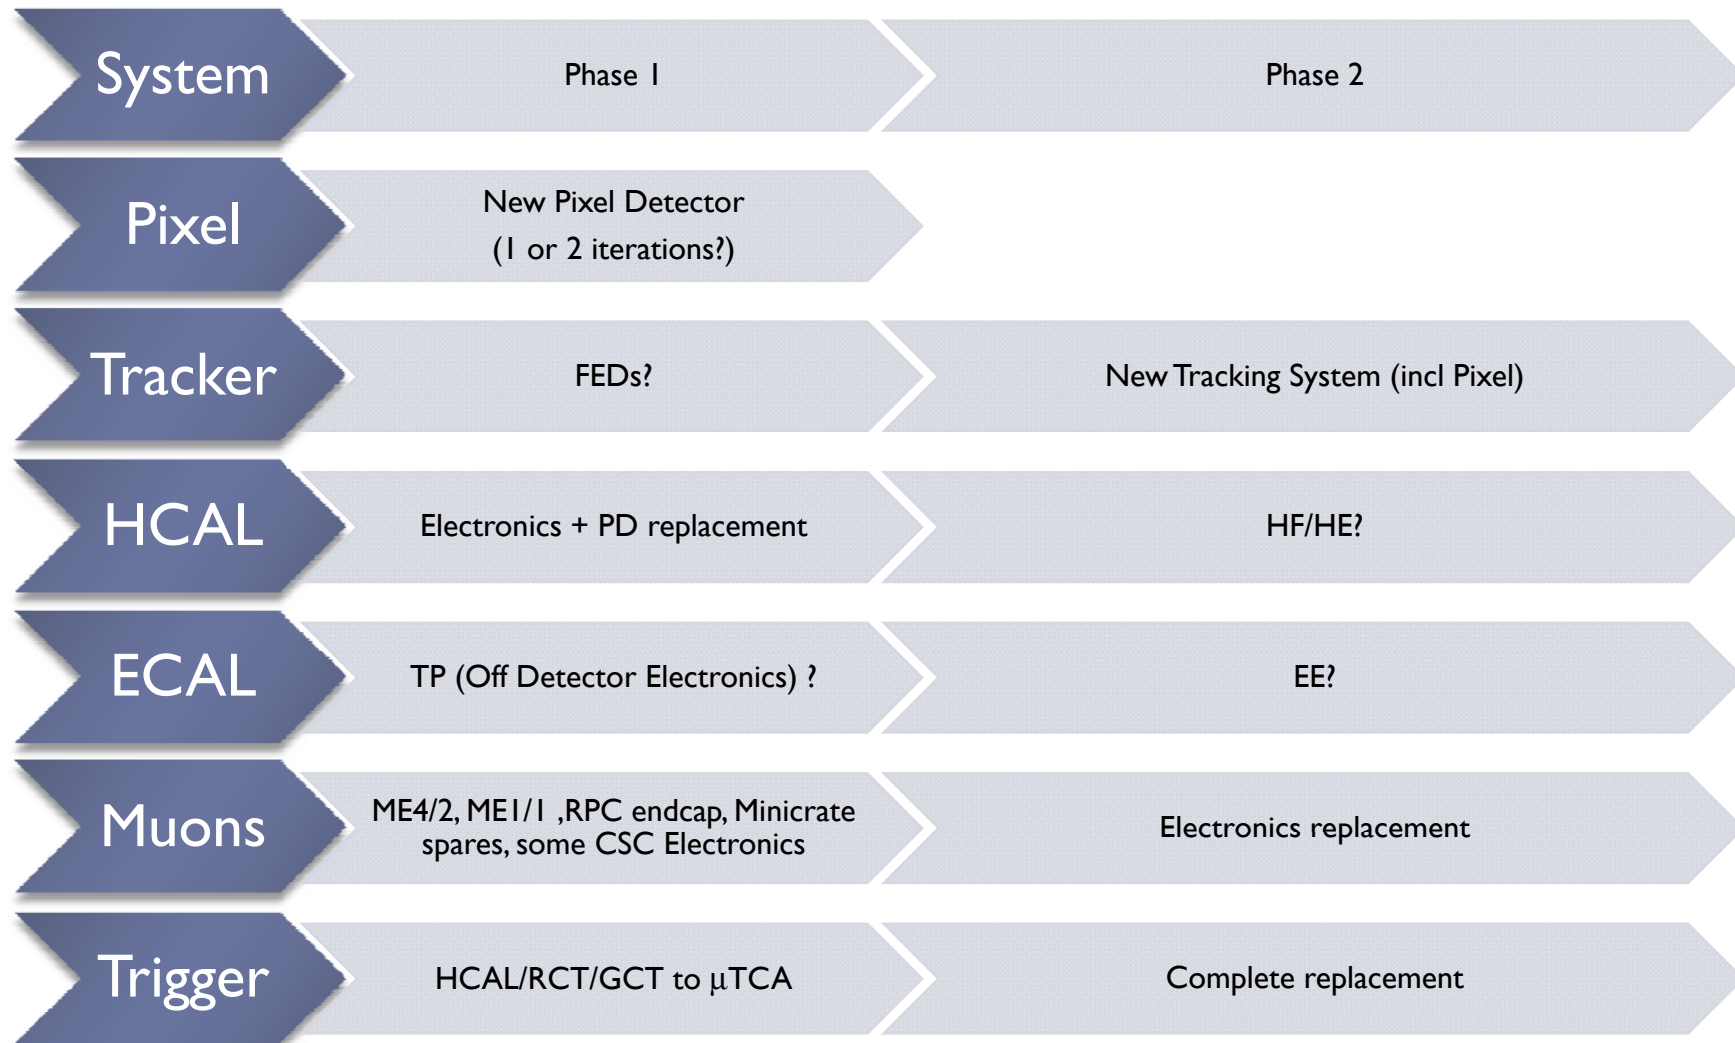 System
Phase 1
Phase 2
Pixel
New Pixel Detector
(1 or 2 iterations?)
Tracker
FEDs?
New Tracking System (incl Pixel)
HCAL
Electronics + PD replacement
HF/HE?
ECAL
TP (Off Detector Electronics) ?
EE?
Muons
ME4/2, ME1/1 ,RPC endcap, Minicrate
spares, some CSC Electronics
Electronics replacement
Trigger
HCAL/RCT/GCT to μTCA
Complete replacement